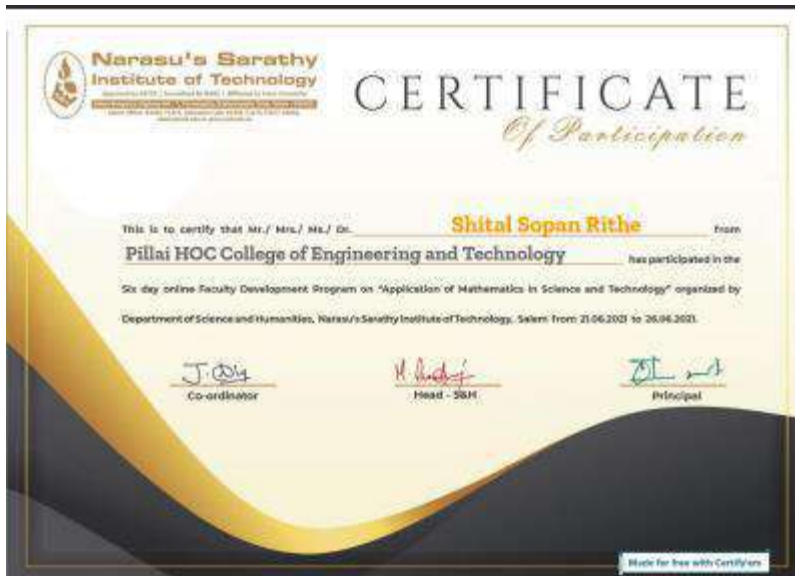 Narasu's Sarathy
Institute of Technology
CERTIFICATE
Of Participation
This is to certify that Mr./ Mrs./ Ms./ Dr. Shital Sopan Rithe from
Pillai HOC College of Engineering and Technology has participated in the
Six day online Faculty Development Program on "Application of Mathematics in Science and Technology" organized by
Department of Science and Humanities, Narasu's Sarathy Institute of Technology, Salem from 21.06.2021 to 26.06.2021.
Co-ordinator
Head - S&H
Principal
Made for free with Certify'em